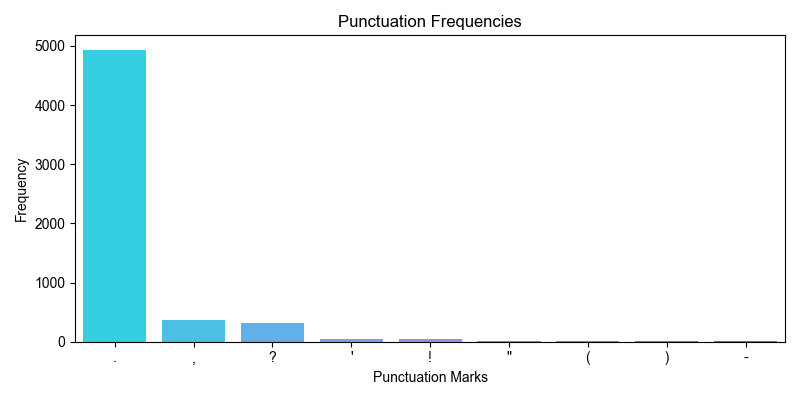 Punctuation Frequencies
5000
4000
3000
2000
1000
0
Frequency
. , ? ' ! " ( ) -
Punctuation Marks